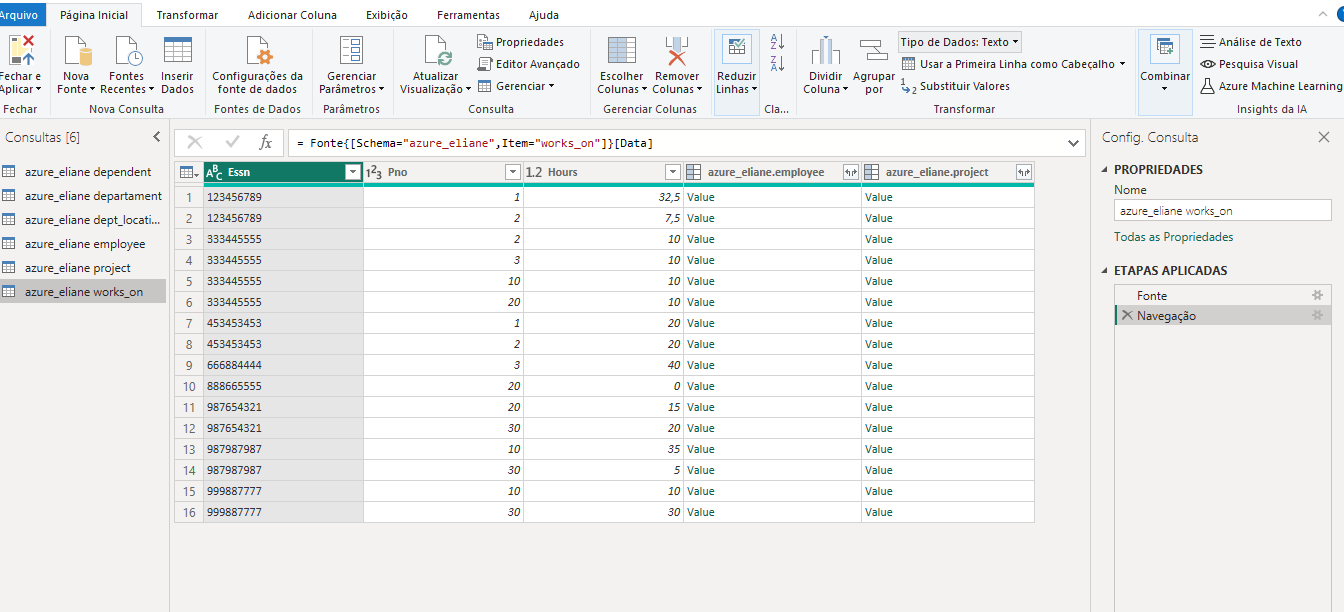 Arquivo Página Inicial Transformar Adicionar Coluna Exibição Ferramentas Ajuda
Fechar e Aplicar
Fechar
Nova Fonte
Fontes Recentes
Inserir Dados
Nova Consulta
Configurações da fonte de dados
Fontes de Dados
Gerenciar Parâmetros
Parâmetros
Atualizar Visualização
Propriedades
Editor Avançado
Gerenciar
Consulta
Escolher Colunas
Remover Colunas
Gerenciar Colunas
Reduzir Linhas
A Z
Z A
Cla...
Dividir Coluna
Agrupar por
Tipo de Dados: Texto
Usar a Primeira Linha como Cabeçalho
1 2 Substituir Valores
Transformar
Combinar
Análise de Texto
Pesquisa Visual
Azure Machine Learning
Insights da IA
Consultas [6]
azure_eliane dependent
azure_eliane departament
azure_eliane dept_locati...
azure_eliane employee
azure_eliane project
azure_eliane works_on
fx = Fonte{[Schema="azure_eliane",Item="works_on"]}[Data]
ABC Essn 123 Pno 1.2 Hours azure_eliane.employee azure_eliane.project
1 123456789 1 32,5 Value Value
2 123456789 2 7,5 Value Value
3 333445555 2 10 Value Value
4 333445555 3 10 Value Value
5 333445555 10 10 Value Value
6 333445555 20 10 Value Value
7 453453453 1 20 Value Value
8 453453453 2 20 Value Value
9 666884444 3 40 Value Value
10 888665555 20 0 Value Value
11 987654321 20 15 Value Value
12 987654321 30 20 Value Value
13 987987987 10 35 Value Value
14 987987987 30 5 Value Value
15 999887777 10 10 Value Value
16 999887777 30 30 Value Value
Config. Consulta
PROPRIEDADES
Nome
azure_eliane works_on
Todas as Propriedades
ETAPAS APLICADAS
Fonte
Navegação